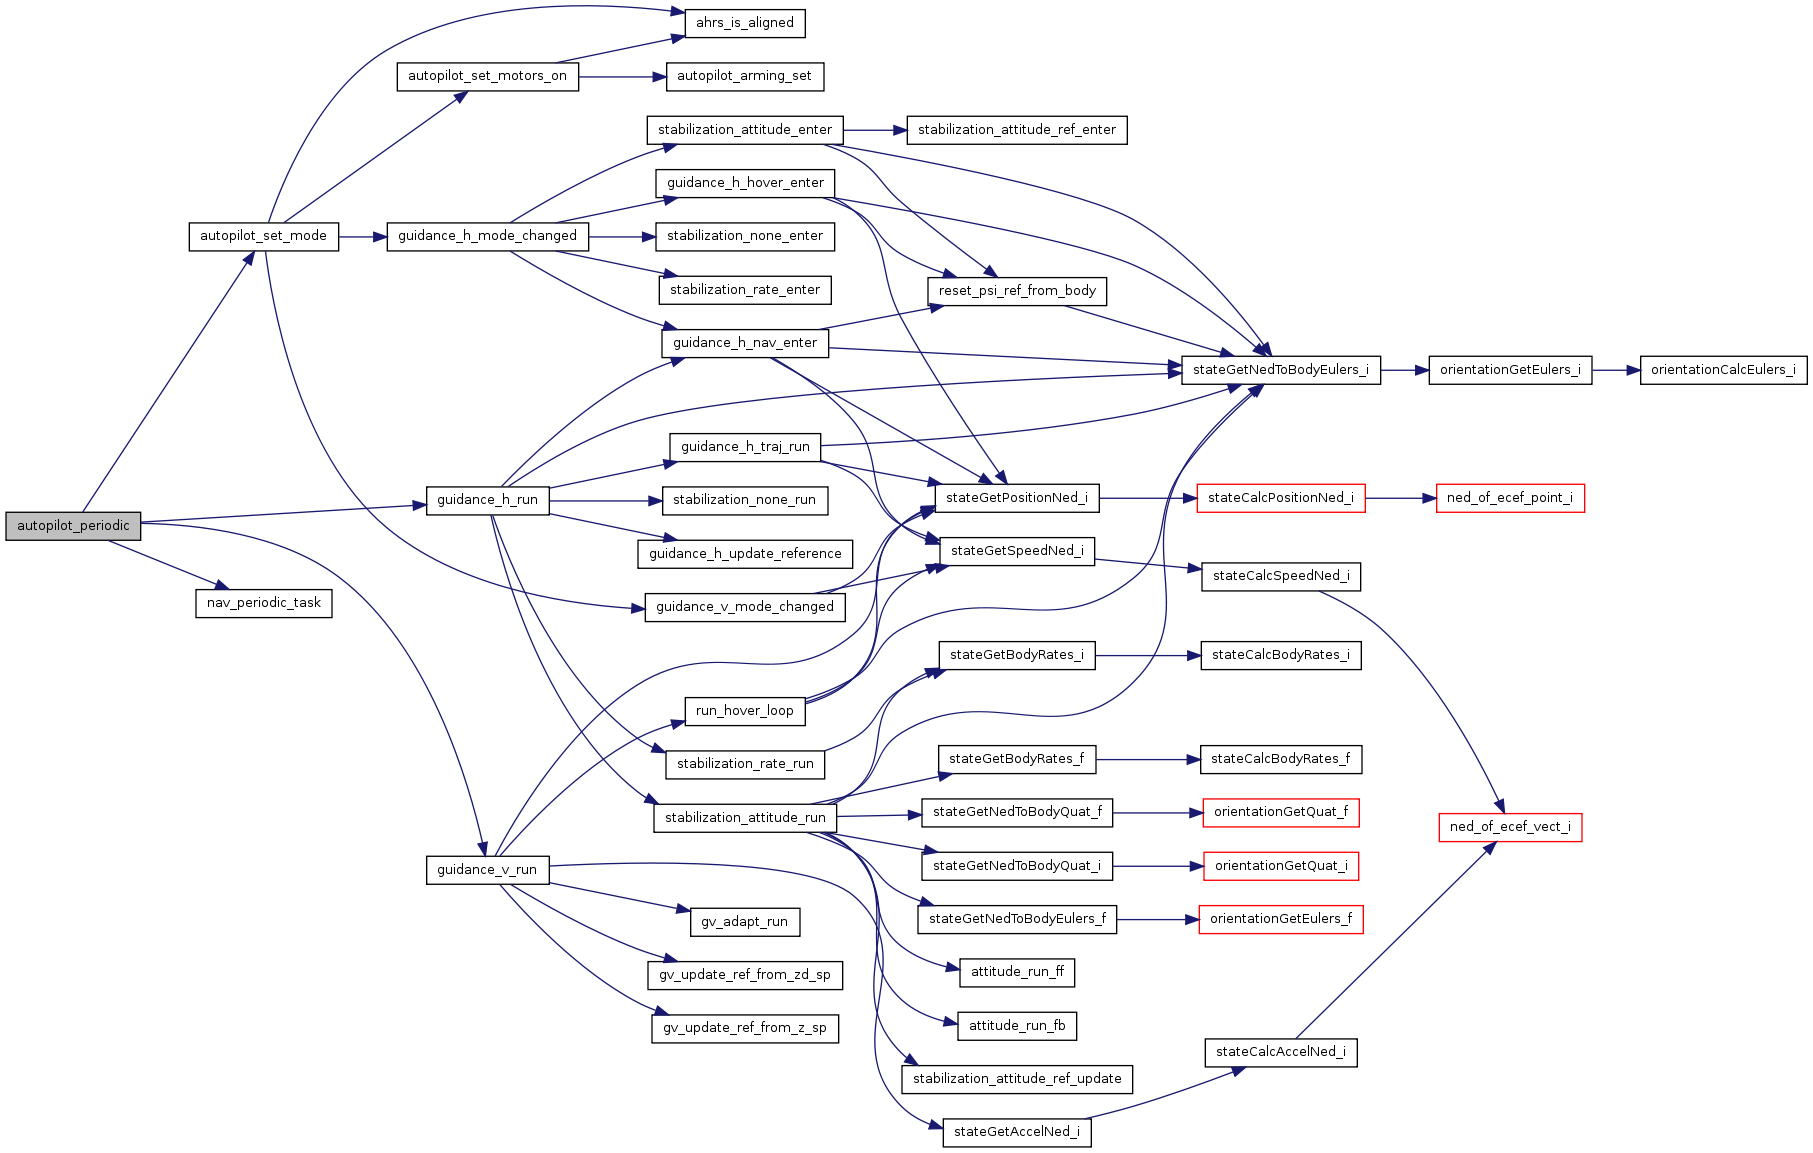 ahrs_is_aligned
autopilot_set_motors_on
autopilot_arming_set
stabilization_attitude_enter
stabilization_attitude_ref_enter
guidance_h_hover_enter
autopilot_set_mode
guidance_h_mode_changed
stabilization_none_enter
stabilization_rate_enter
reset_psi_ref_from_body
guidance_h_nav_enter
stateGetNedToBodyEulers_i
orientationGetEulers_i
orientationCalcEulers_i
guidance_h_traj_run
guidance_h_run
stabilization_none_run
stateGetPositionNed_i
stateCalcPositionNed_i
ned_of_ecef_point_i
autopilot_periodic
guidance_h_update_reference
stateGetSpeedNed_i
stateCalcSpeedNed_i
nav_periodic_task
guidance_v_mode_changed
stateGetBodyRates_i
stateCalcBodyRates_i
run_hover_loop
stabilization_rate_run
stateGetBodyRates_f
stateCalcBodyRates_f
stabilization_attitude_run
stateGetNedToBodyQuat_f
orientationGetQuat_f
ned_of_ecef_vect_i
guidance_v_run
stateGetNedToBodyQuat_i
orientationGetQuat_i
gv_adapt_run
stateGetNedToBodyEulers_f
orientationGetEulers_f
gv_update_ref_from_zd_sp
attitude_run_ff
gv_update_ref_from_z_sp
attitude_run_fb
stateCalcAccelNed_i
stabilization_attitude_ref_update
stateGetAccelNed_i